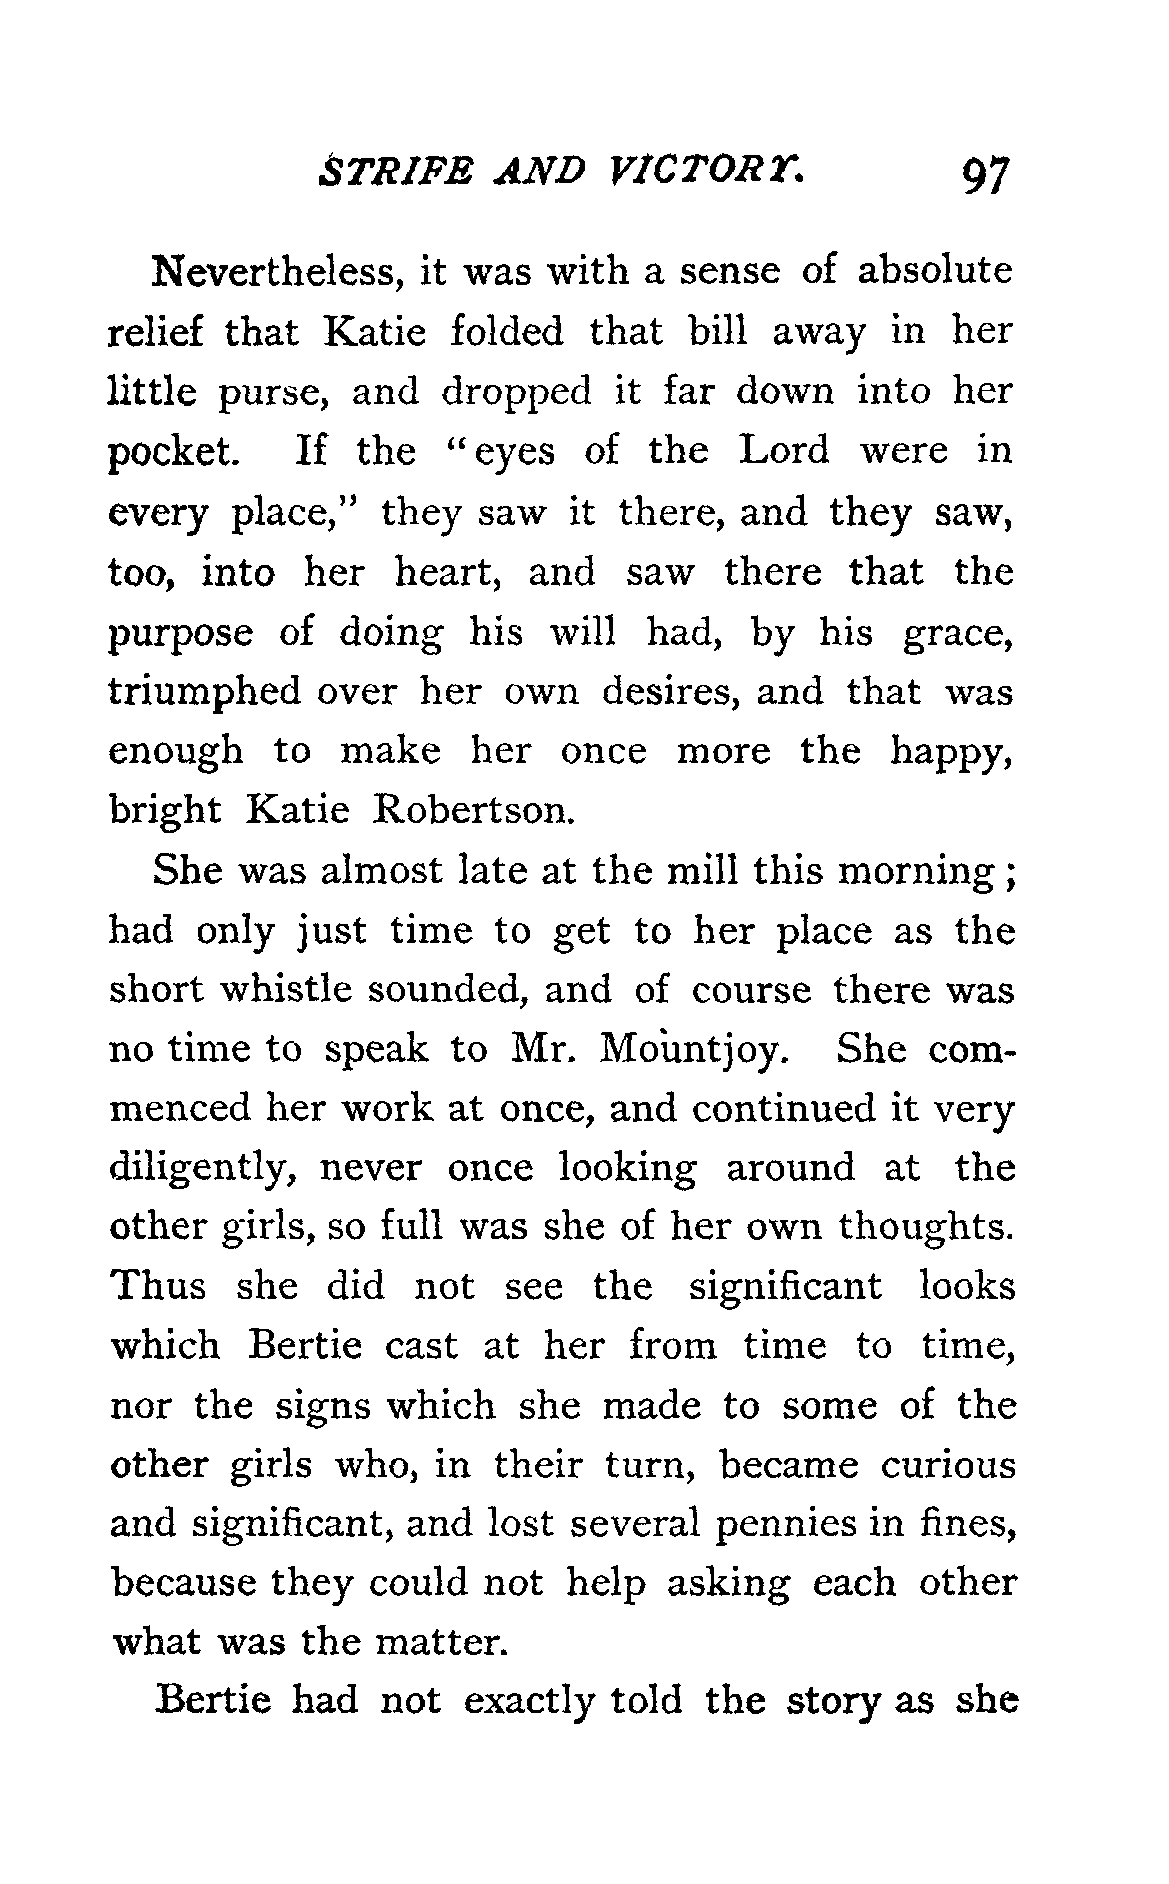 STRIFE AND VICTORY. 97
Nevertheless, it was with a sense of absolute
relief that Katie folded that bill away in her
little purse, and dropped it far down into her
pocket. If the "eyes of the Lord were in
every place," they saw it there, and they saw,
too, into her heart, and saw there that the
purpose of doing his will had, by his grace,
triumphed over her own desires, and that was
enough to make her once more the happy,
bright Katie Robertson.
She was almost late at the mill this morning;
had only just time to get to her place as the
short whistle sounded, and of course there was
no time to speak to Mr. Mountjoy. She com-
menced her work at once, and continued it very
diligently, never once looking around at the
other girls, so full was she of her own thoughts.
Thus she did not see the significant looks
which Bertie cast at her from time to time,
nor the signs which she made to some of the
other girls who, in their turn, became curious
and significant, and lost several pennies in fines,
because they could not help asking each other
what was the matter.
Bertie had not exactly told the story as she